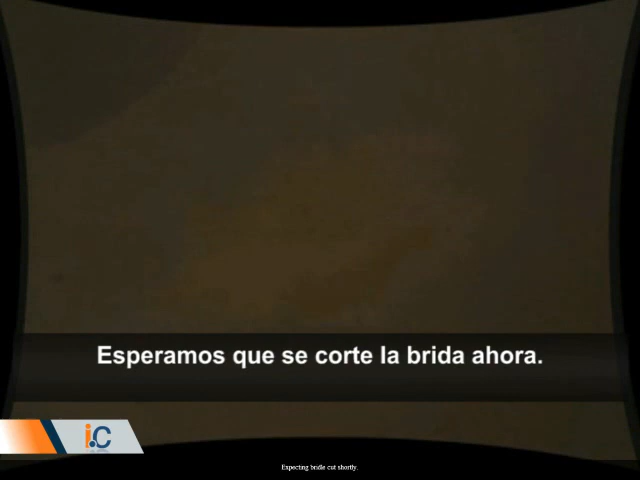 Esperamos que se corte la brida ahora.
i.C
Expecting bridle cut shortly.